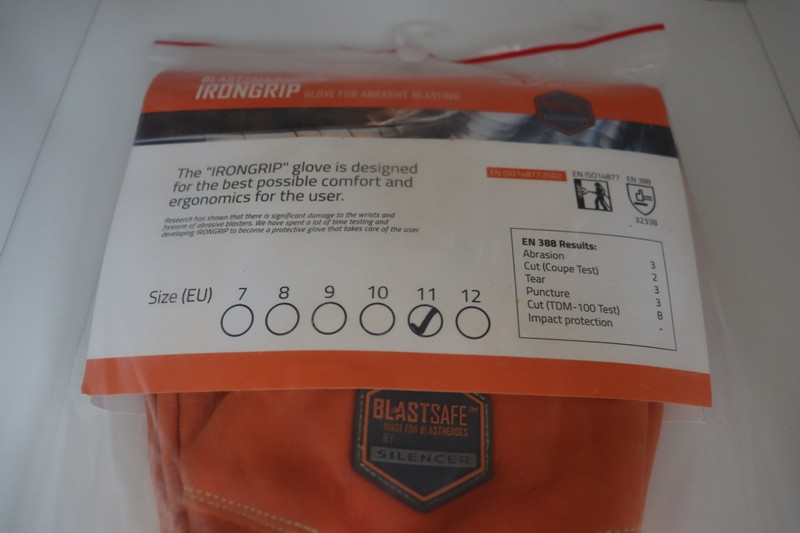 BLASTSAFE
IRONGRIP GLOVE FOR ABRASIVE BLASTING
The "IRONGRIP" glove is designed
for the best possible comfort and
ergonomics for the user.
Research has shown that there is significant damage to the wrists and
forearm of abrasive blasters. We have spent a lot of time testing and
developing IRONGRIP to become a protective glove that takes care of the user.
EN ISO14877:2002
EN ISO14877
EN 388
3233B
EN 388 Results:
Abrasion 3
Cut (Coupe Test) 2
Tear 3
Puncture 3
Cut (TDM-100 Test) B
Impact protection -
Size (EU) 7 8 9 10 11 12
BLASTSAFE™
MADE FOR BLASTHEROES
BY
SILENCER